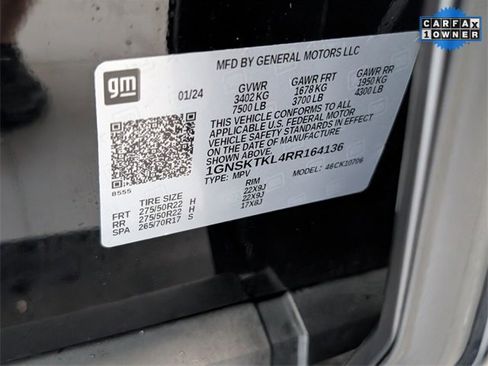 CARFAX
1 OWNER
MFD BY GENERAL MOTORS LLC
gm
01/24
GVWR
GAWR FRT
GAWR RR
3402 KG
1678 KG
1950 KG
7500 LB
3700 LB
4300 LB
THIS VEHICLE CONFORMS TO ALL
APPLICABLE U.S. FEDERAL MOTOR
VEHICLE SAFETY STANDARDS IN EFFECT
ON THE DATE OF MANUFACTURE
SHOWN ABOVE.
1GNSKTKL4RR164136
TYPE: MPV
MODEL: 46CK10706
8555
TIRE SIZE
RIM
FRT 275/50R22 H 22X9J
RR 275/50R22 H 22X9J
SPA 265/70R17 S 17X8J